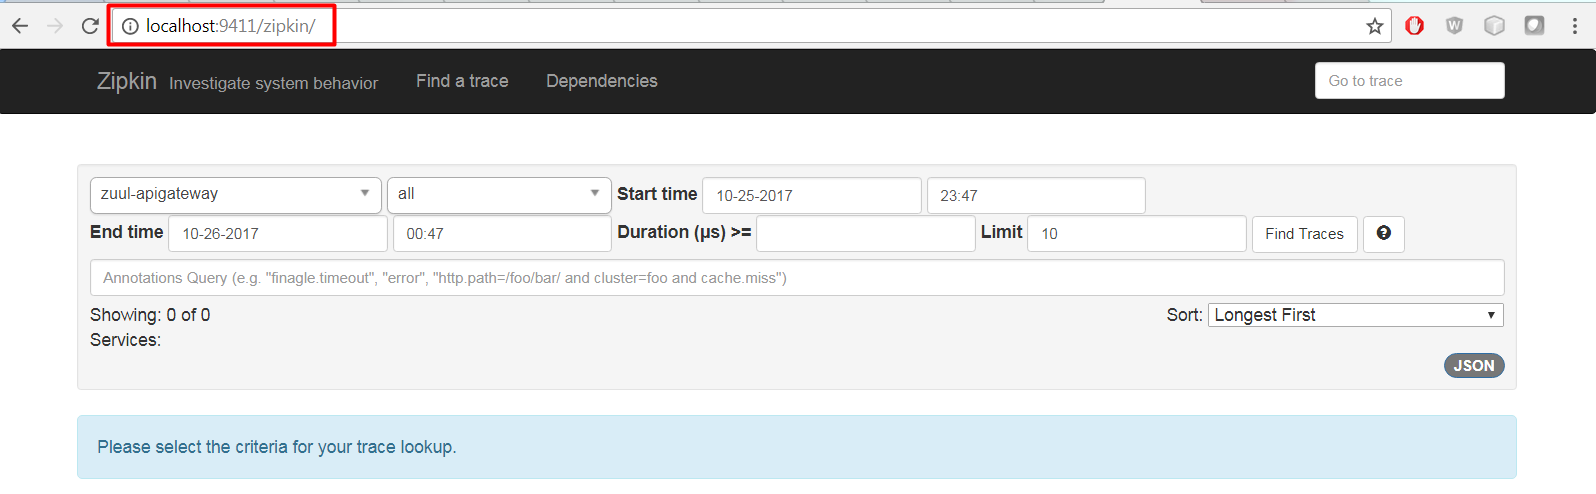 localhost:9411/zipkin/
Zipkin Investigate system behavior Find a trace Dependencies Go to trace
zuul-apigateway all Start time 10-25-2017 23:47
End time 10-26-2017 00:47 Duration (µs) >= Limit 10 Find Traces ?
Annotations Query (e.g. "finagle.timeout", "error", "http.path=/foo/bar/ and cluster=foo and cache.miss")
Showing: 0 of 0 Sort: Longest First
Services:
JSON
Please select the criteria for your trace lookup.